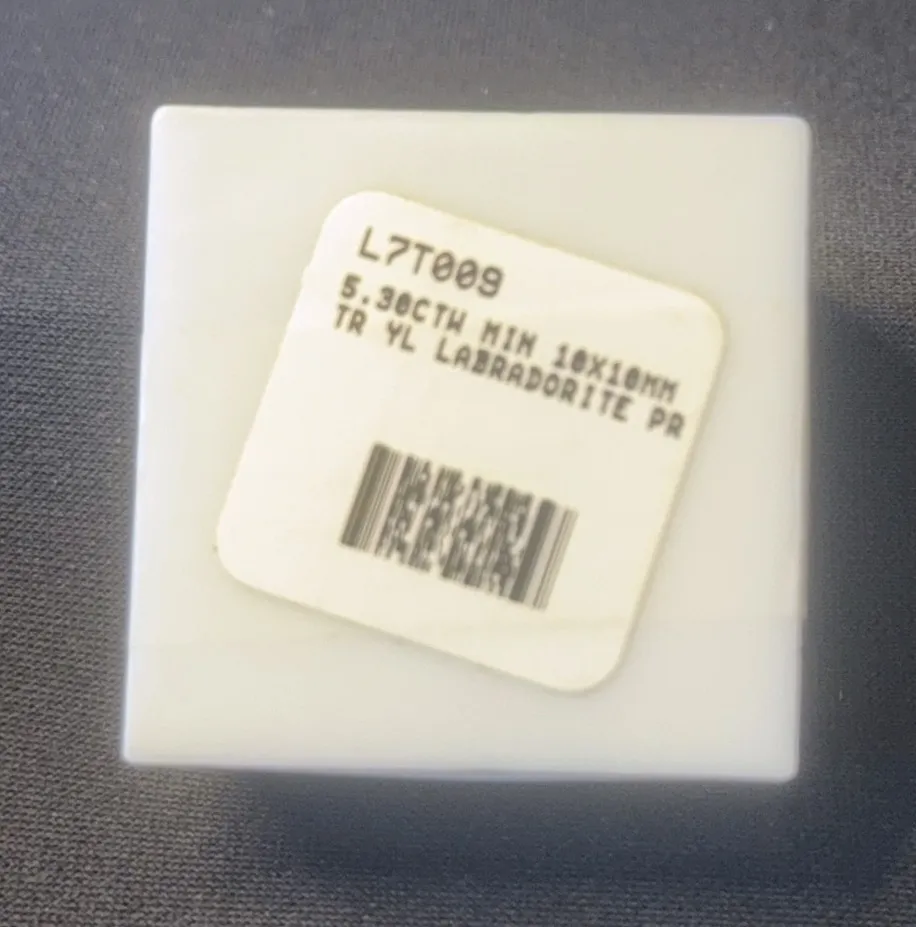 L7T009
5.30CTW MIN 10X10MM
TR YL LABRADORITE PR